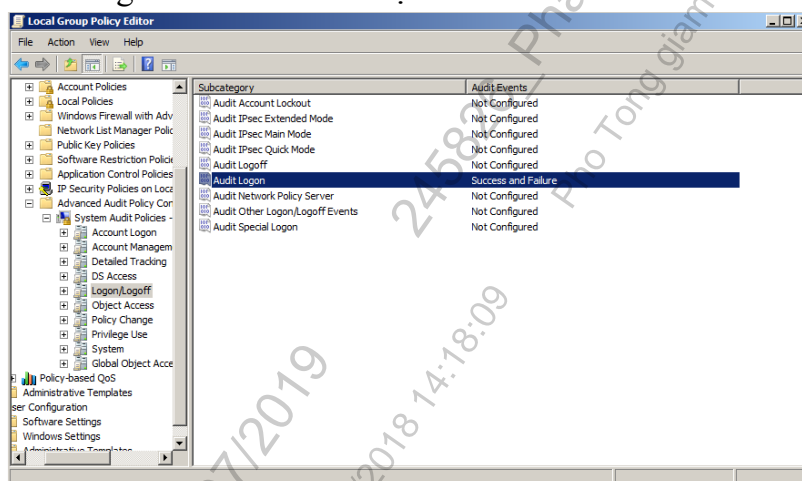 Local Group Policy Editor
File Action View Help
Account Policies
Local Policies
Windows Firewall with Adv
Network List Manager Polic
Public Key Policies
Software Restriction Policie
Application Control Policies
IP Security Policies on Loca
Advanced Audit Policy Con
System Audit Policies -
Account Logon
Account Managem
Detailed Tracking
DS Access
Logon/Logoff
Object Access
Policy Change
Privilege Use
System
Global Object Acce
Policy-based QoS
Administrative Templates
ser Configuration
Software Settings
Windows Settings
Administrative Templates
Subcategory Audit Events
Audit Account Lockout Not Configured
Audit IPsec Extended Mode Not Configured
Audit IPsec Main Mode Not Configured
Audit IPsec Quick Mode Not Configured
Audit Logoff Not Configured
Audit Logon Success and Failure
Audit Network Policy Server Not Configured
Audit Other Logon/Logoff Events Not Configured
Audit Special Logon Not Configured
245826_Pha
Pho Tong giam
07/2019
2018 14:18:09